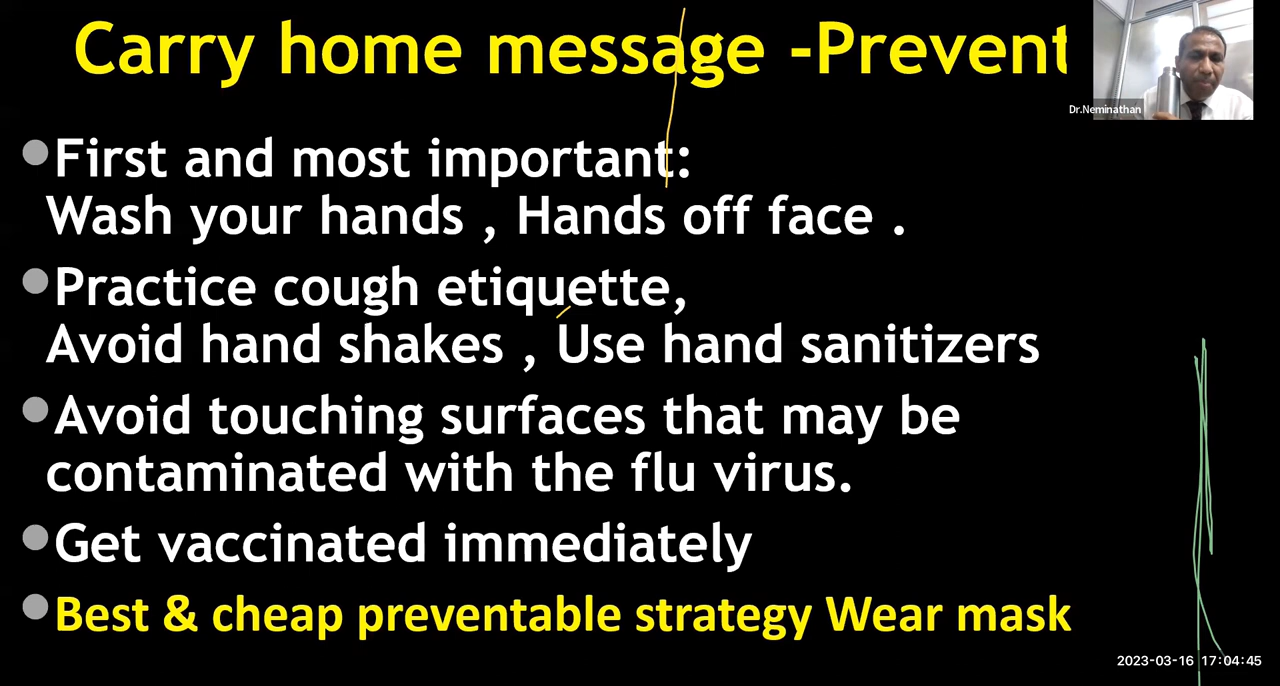 Carry home message -Prevent
Dr.Neminathan
First and most important:
Wash your hands , Hands off face .
Practice cough etiquette,
Avoid hand shakes , Use hand sanitizers
Avoid touching surfaces that may be
contaminated with the flu virus.
Get vaccinated immediately
Best & cheap preventable strategy Wear mask
2023-03-16 17:04:45